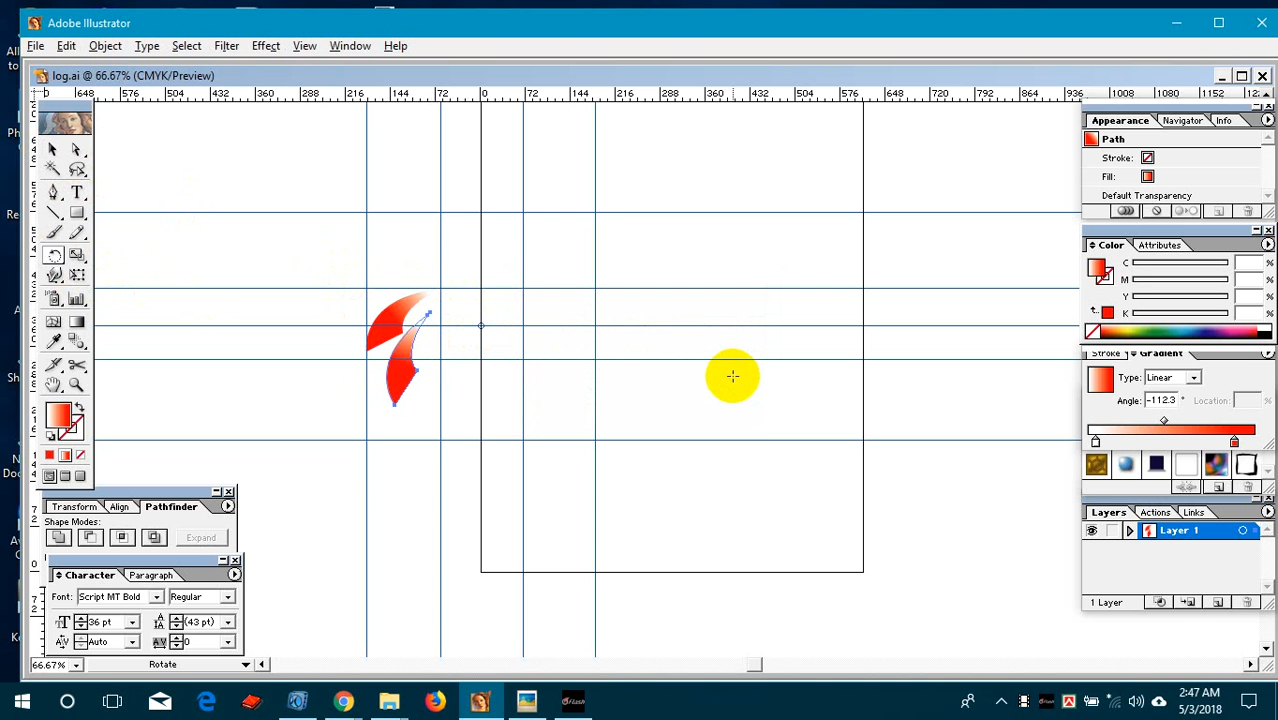 Adobe Illustrator
File Edit Object Type Select Filter Effect View Window Help
log.ai @ 66.67% (CMYK/Preview)
648 576 504 432 360 288 216 144 72 0 72 144 216 288 360 432 504 576 648 720 792 864 936 1008 1080 1152
Appearance Navigator Info
Path
Stroke:
Fill:
Default Transparency
Color Attributes
C %
M %
Y %
K %
Stroke Gradient
Type: Linear
Angle: -112.3 ° Location: %
Layers Actions Links
Layer 1
1 Layer
Transform Align Pathfinder
Shape Modes:
Expand
Character Paragraph
Font: Script MT Bold Regular
36 pt (43 pt)
Auto 0
66.67% Rotate
2:47 AM
5/3/2018